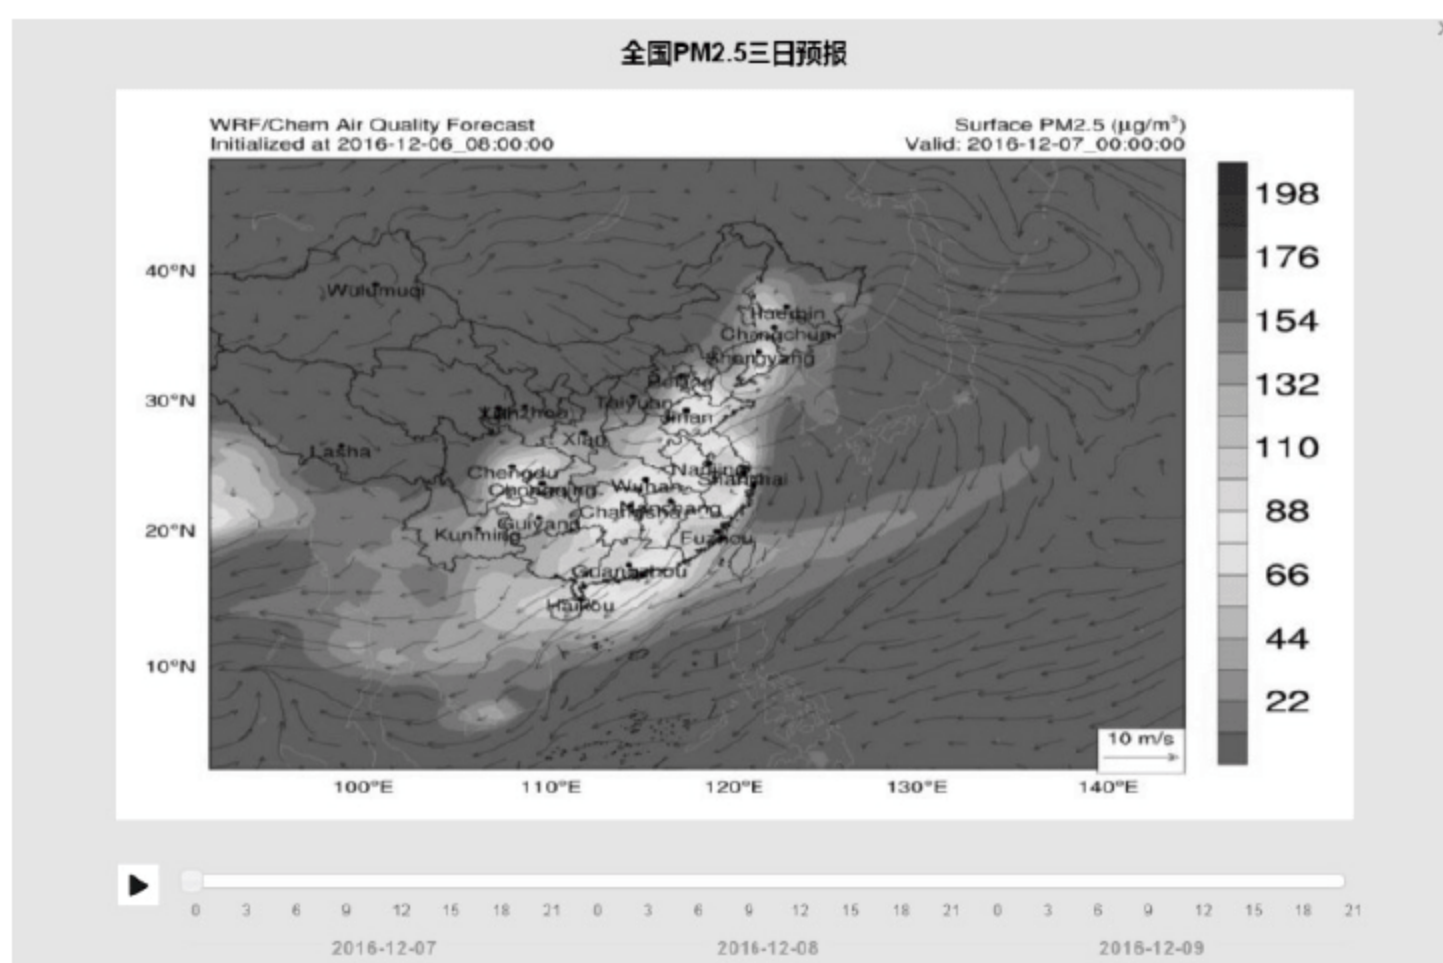 全国PM2.5三日预报
WRF/Chem Air Quality Forecast
Initialized at 2016-12-06_08:00:00
Surface PM2.5 (μg/m³)
Valid: 2016-12-07_00:00:00
198
176
154
132
110
88
66
44
22
40°N
30°N
20°N
10°N
Wulumuqi
Haerbin
Changchun
Shengyang
Taiyuan
Jinan
Xian
Lasha
Chengdu
Chongqing
Wuhan
Nanjing
Shanghai
Changsha
Nanchang
Guiyang
Kunming
Fuzhou
Guangzhou
Haikou
10 m/s
100°E
110°E
120°E
130°E
140°E
0 3 6 9 12 15 18 21 0 3 6 9 12 15 18 21 0 3 6 9 12 15 18 21
2016-12-07 2016-12-08 2016-12-09